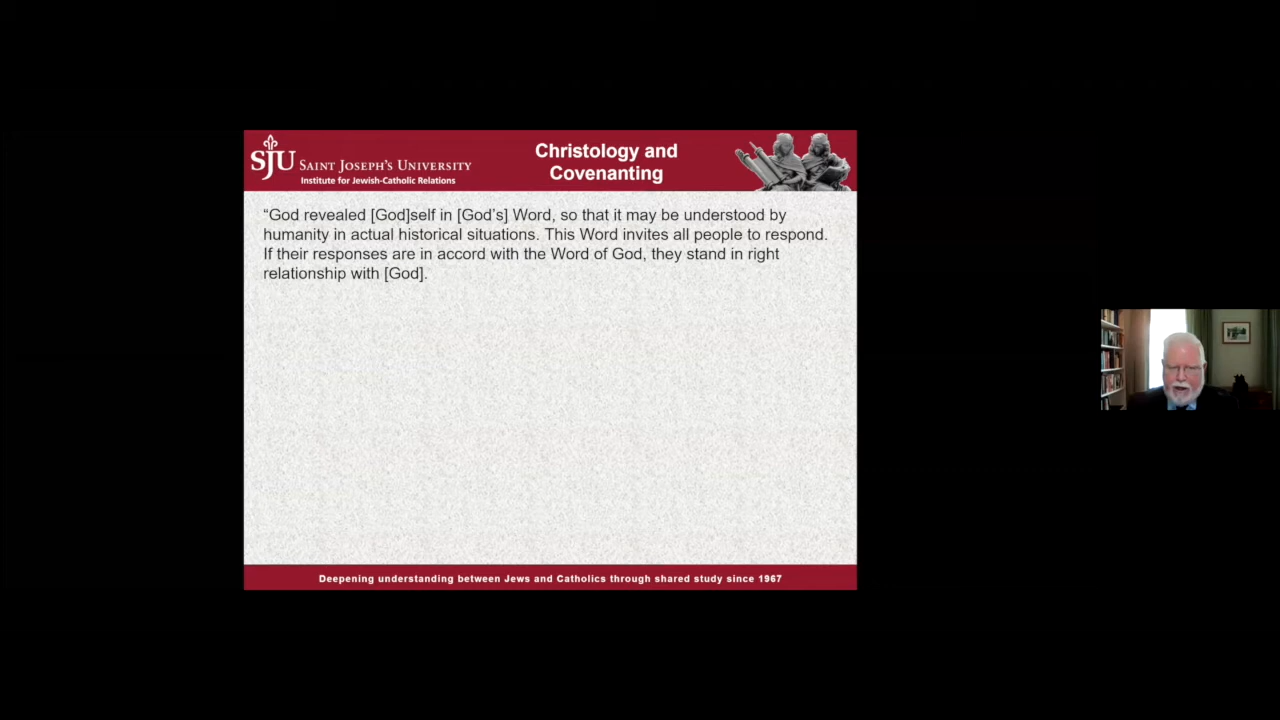 SJU SAINT JOSEPH'S UNIVERSITY
Institute for Jewish-Catholic Relations
Christology and
Covenanting
“God revealed [God]self in [God’s] Word, so that it may be understood by
humanity in actual historical situations. This Word invites all people to respond.
If their responses are in accord with the Word of God, they stand in right
relationship with [God].
Deepening understanding between Jews and Catholics through shared study since 1967